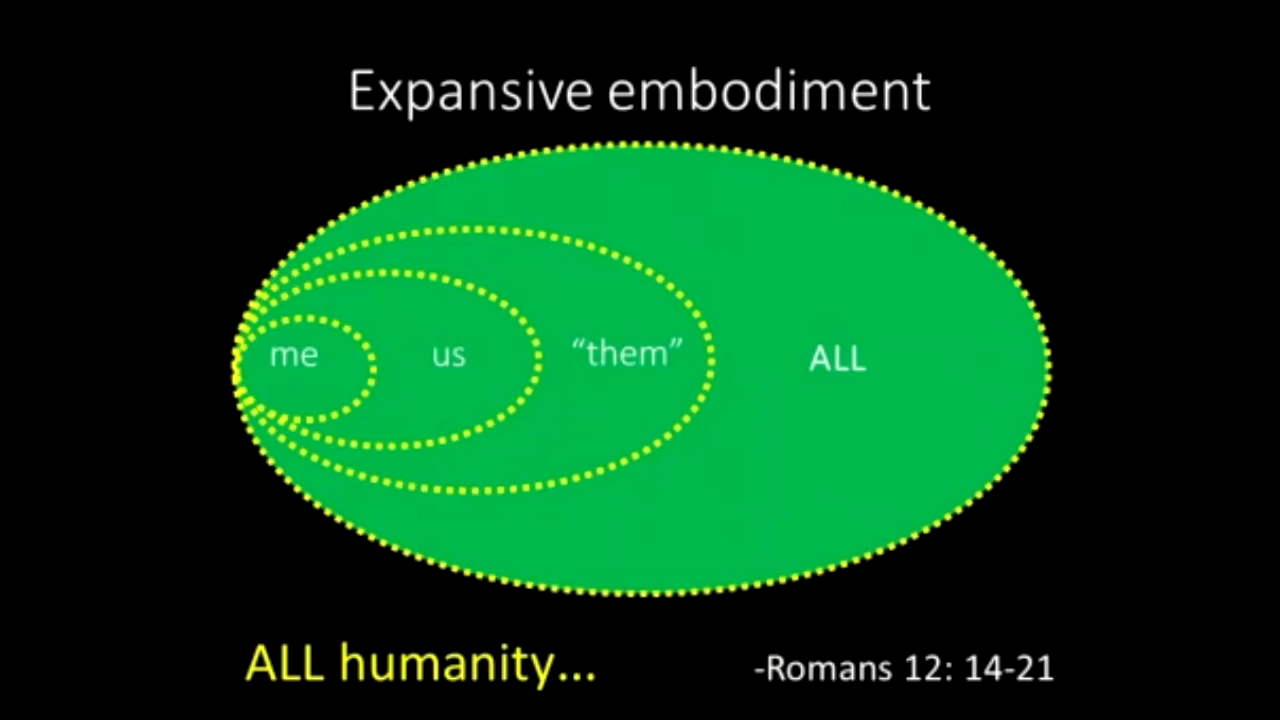 Expansive embodiment
me us “them” ALL
ALL humanity... -Romans 12: 14-21